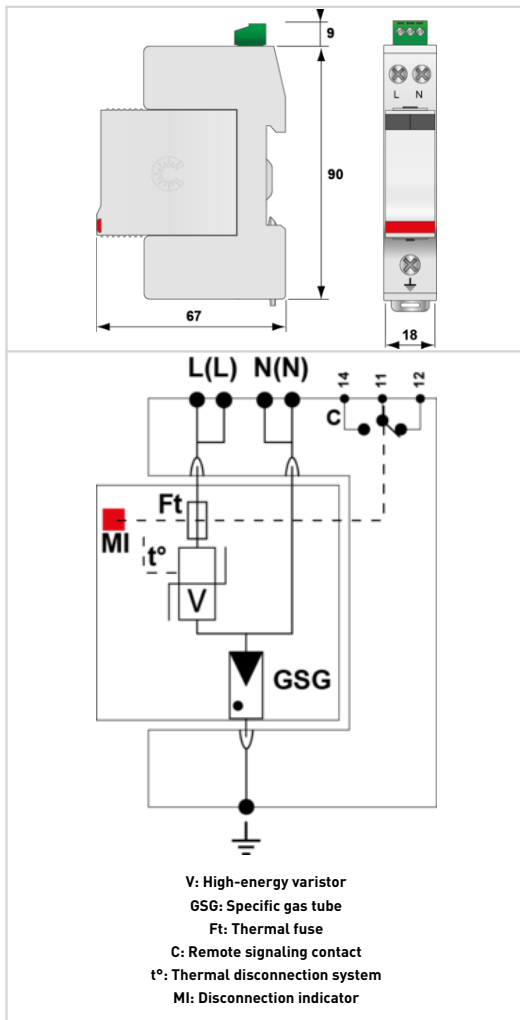 9
L N
90
67
18
L(L) N(N) 14 11 12
C
Ft
MI
t°
V
GSG
V: High-energy varistor
GSG: Specific gas tube
Ft: Thermal fuse
C: Remote signaling contact
t°: Thermal disconnection system
MI: Disconnection indicator